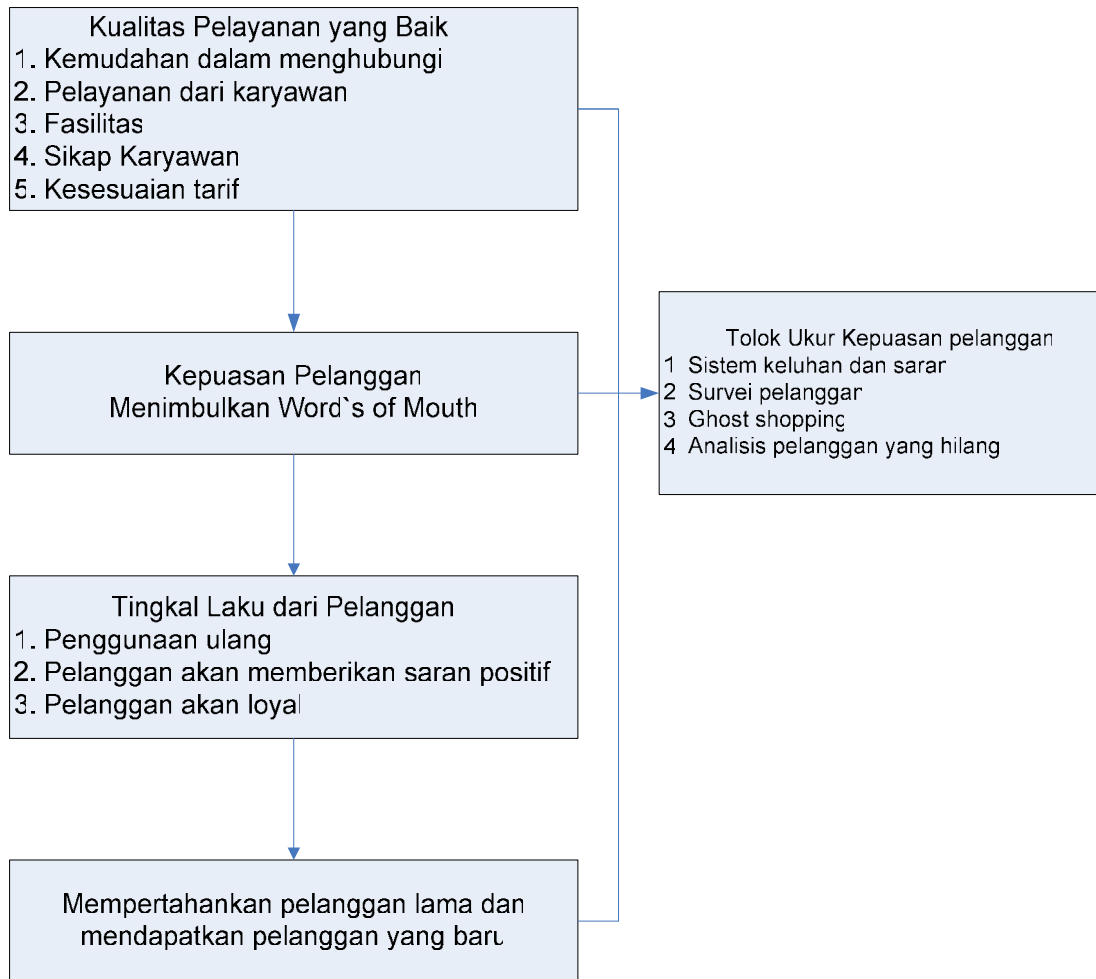 Kualitas Pelayanan yang Baik
1. Kemudahan dalam menghubungi
2. Pelayanan dari karyawan
3. Fasilitas
4. Sikap Karyawan
5. Kesesuaian tarif
Kepuasan Pelanggan
Menimbulkan Word`s of Mouth
Tolok Ukur Kepuasan pelanggan
1 Sistem keluhan dan saran
2 Survei pelanggan
3 Ghost shopping
4 Analisis pelanggan yang hilang
Tingkal Laku dari Pelanggan
1. Penggunaan ulang
2. Pelanggan akan memberikan saran positif
3. Pelanggan akan loyal
Mempertahankan pelanggan lama dan
mendapatkan pelanggan yang baru